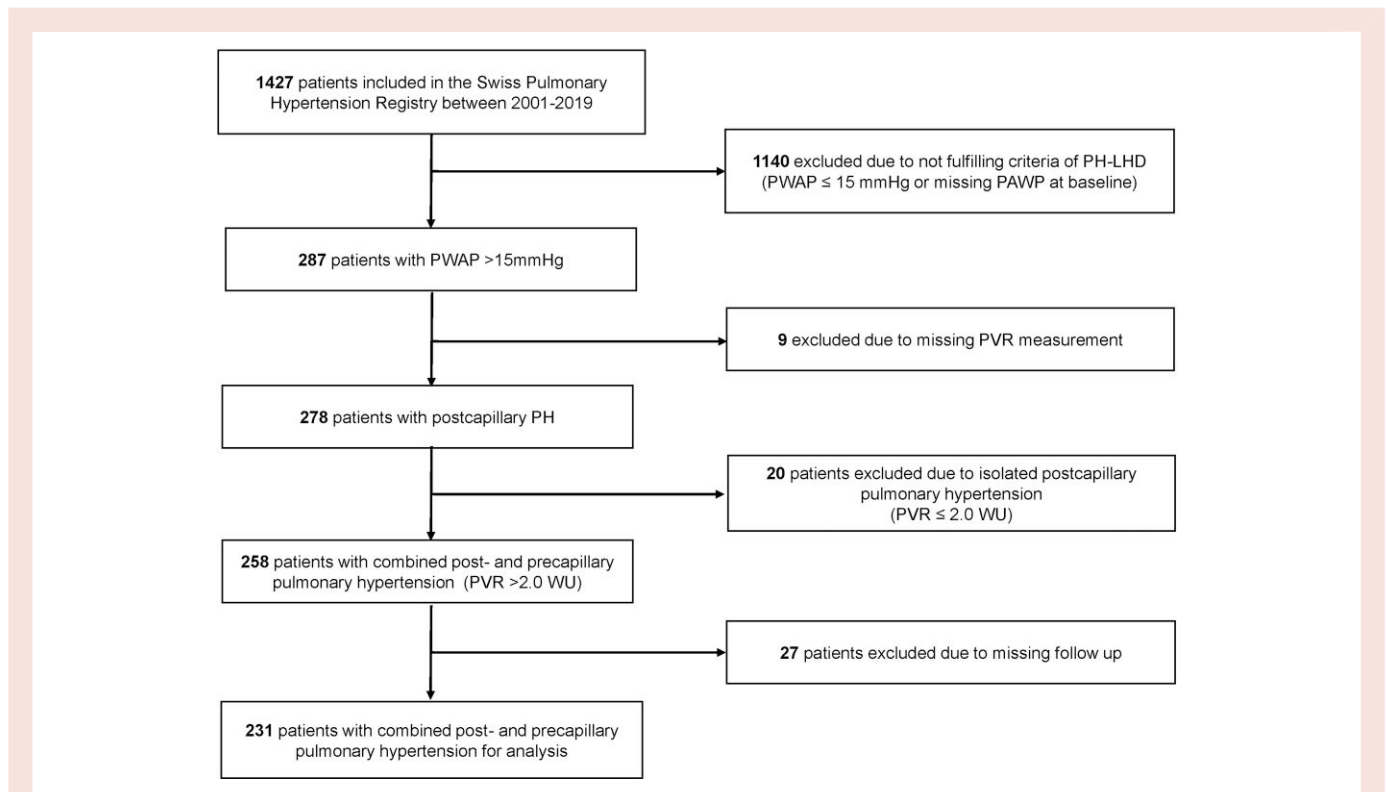 1427 patients included in the Swiss Pulmonary
Hypertension Registry between 2001-2019
1140 excluded due to not fulfilling criteria of PH-LHD
(PWAP ≤ 15 mmHg or missing PAWP at baseline)
287 patients with PWAP >15mmHg
9 excluded due to missing PVR measurement
278 patients with postcapillary PH
20 patients excluded due to isolated postcapillary
pulmonary hypertension
(PVR ≤ 2.0 WU)
258 patients with combined post- and precapillary
pulmonary hypertension (PVR >2.0 WU)
27 patients excluded due to missing follow up
231 patients with combined post- and precapillary
pulmonary hypertension for analysis